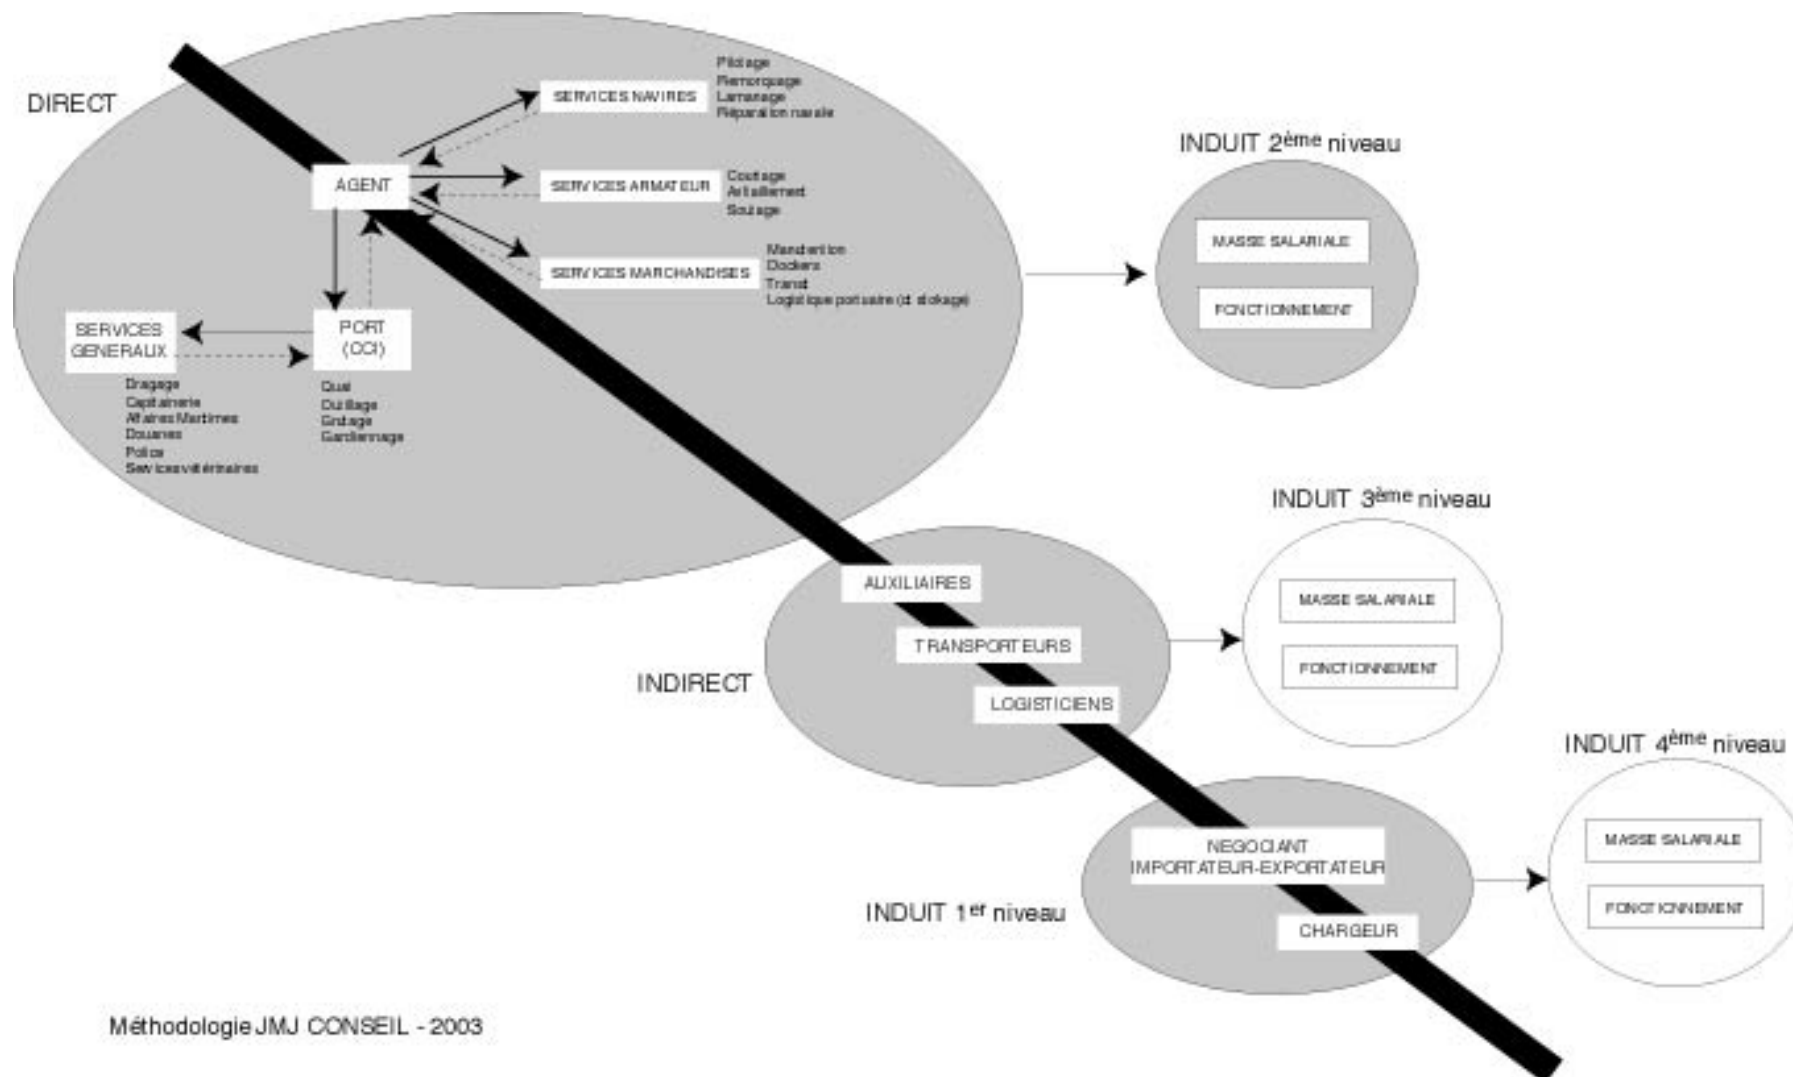 DIRECT
Pilotage
Remorquage
Lamanage
Réparation navale
SERVICES NAVIRES
AGENT
SERVICES ARMATEUR
Courtage
Avitaillement
Soutage
SERVICES MARCHANDISES
Manutention
Dockers
Transit
Logistique portuaire (ct stokage)
SERVICES
GENERAUX
PORT
(CCI)
Dragage
Capitainerie
Affaires Maritimes
Douanes
Police
Services vétérinaires
Quai
Outillage
Grutage
Gardiennage
INDUIT 2ème niveau
MASSE SALARIALE
FONCTIONNEMENT
INDIRECT
AUXILIAIRES
TRANSPORTEURS
LOGISTICIENS
INDUIT 3ème niveau
MASSE SALARIALE
FONCTIONNEMENT
INDUIT 1er niveau
NEGOCIANT
IMPORTATEUR-EXPORTATEUR
CHARGEUR
INDUIT 4ème niveau
MASSE SALARIALE
FONCTIONNEMENT
Méthodologie JMJ CONSEIL - 2003